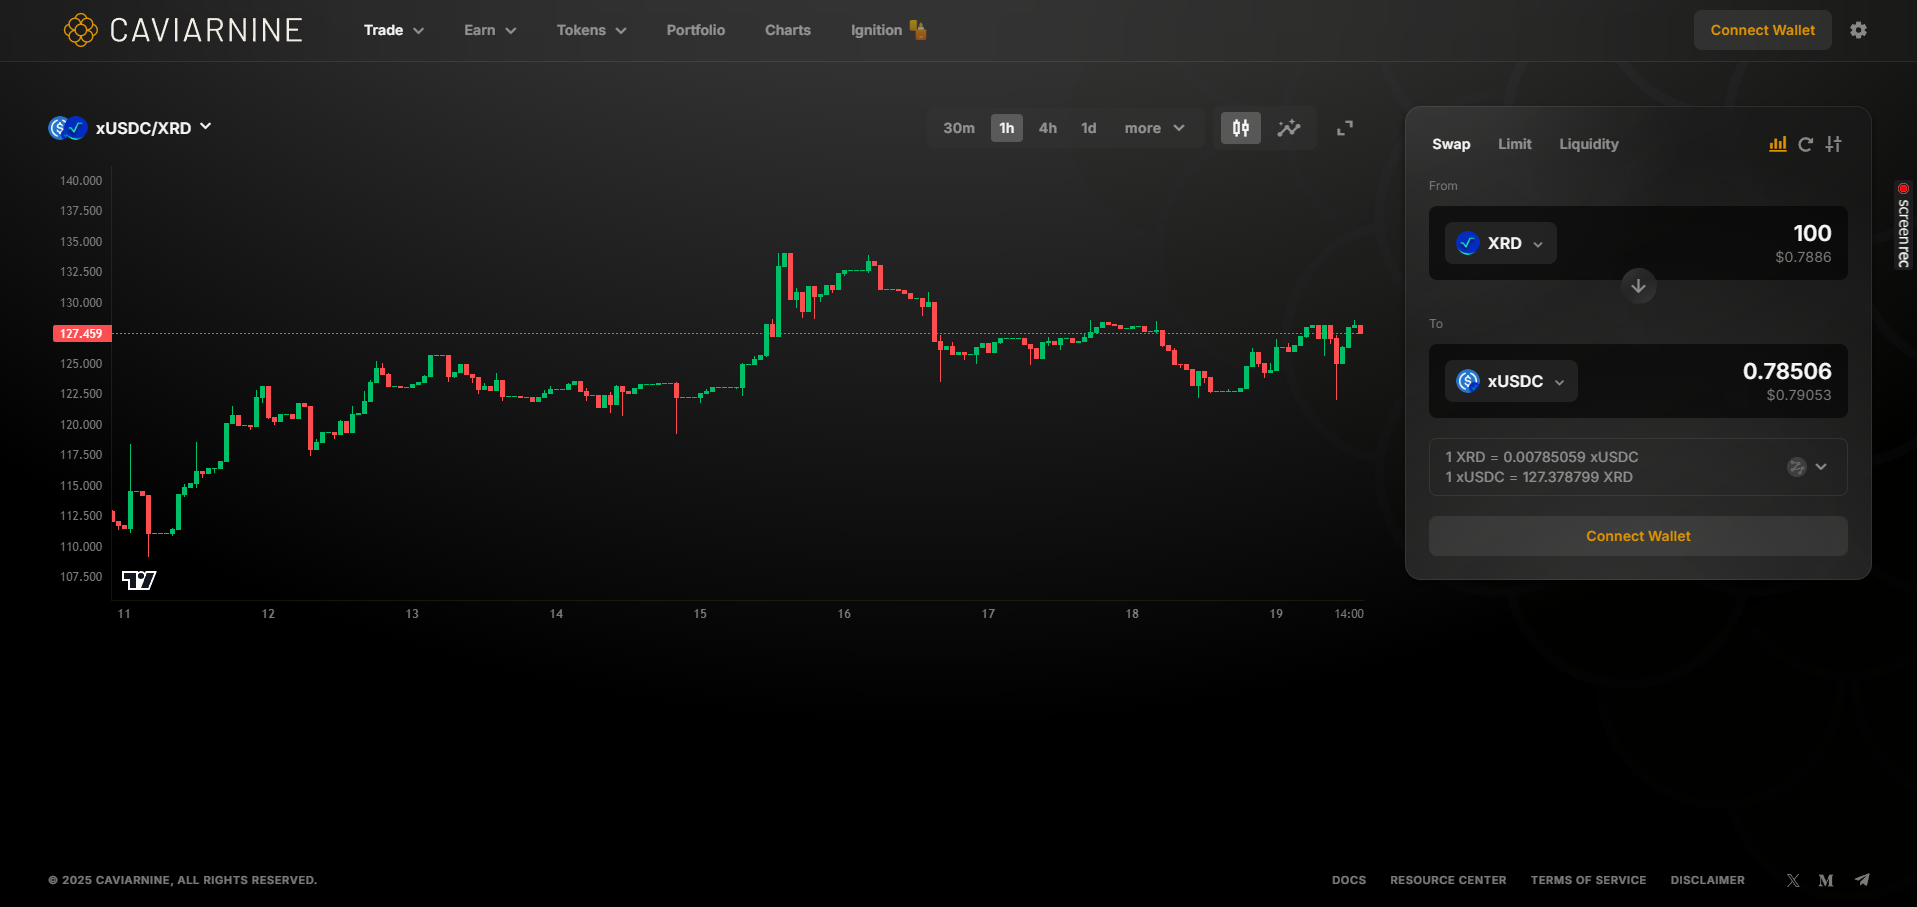 CAVIARNINE
Trade
Earn
Tokens
Portfolio
Charts
Ignition
Connect Wallet
xUSDC/XRD
30m 1h 4h 1d more
140.000
137.500
135.000
132.500
130.000
127.459
125.000
122.500
120.000
117.500
115.000
112.500
110.000
107.500
11 12 13 14 15 16 17 18 19 14:00
Swap Limit Liquidity
From
XRD
100
$0.7886
To
xUSDC
0.78506
$0.79053
1 XRD = 0.00785059 xUSDC
1 xUSDC = 127.378799 XRD
Connect Wallet
screenrec
© 2025 CAVIARNINE, ALL RIGHTS RESERVED.
DOCS RESOURCE CENTER TERMS OF SERVICE DISCLAIMER